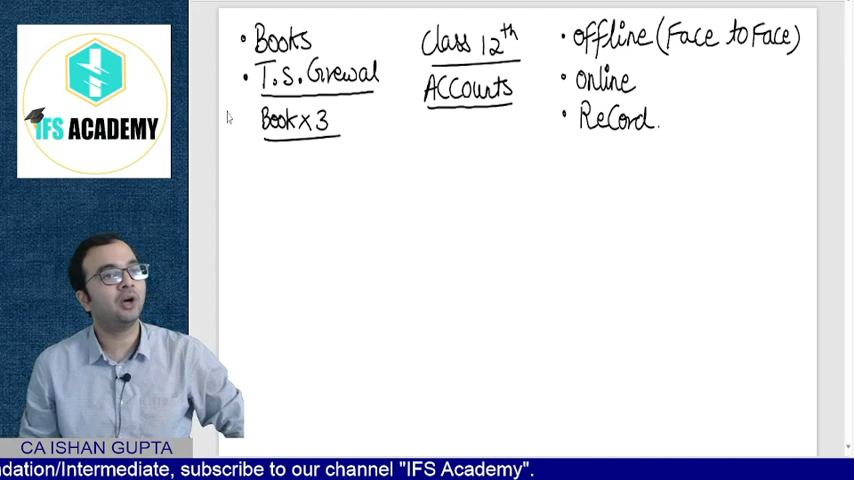 IFS ACADEMY
• Books
• T.S. Grewal
Book x 3
Class 12th
Accounts
• offline (Face to Face)
• online
• Record.
CA ISHAN GUPTA
ndation/Intermediate, subscribe to our channel "IFS Academy".